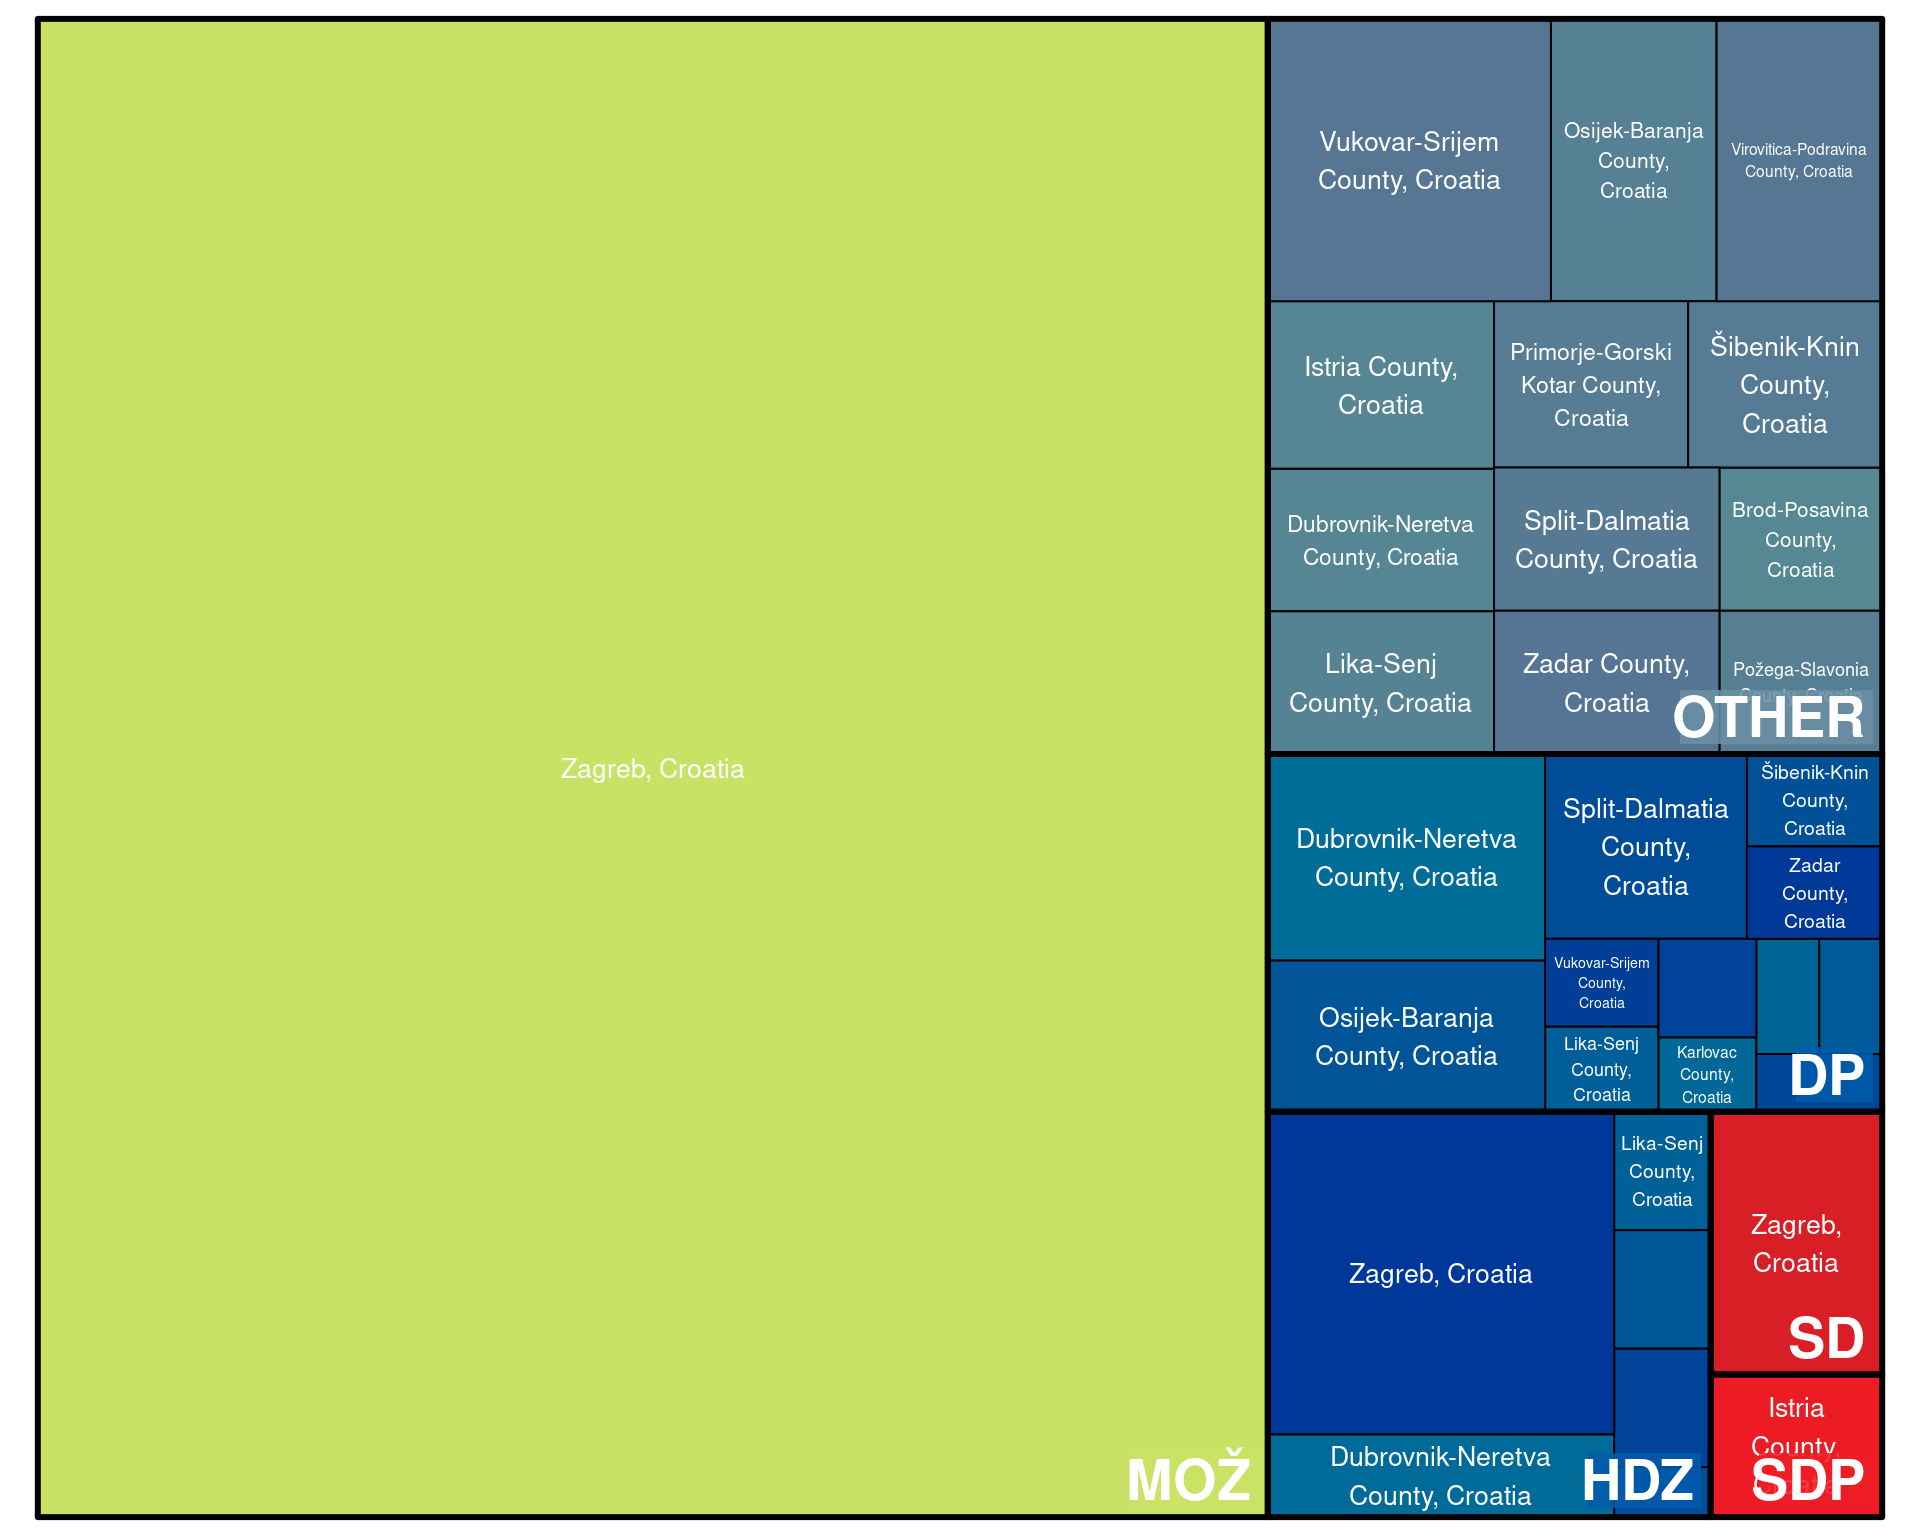 Zagreb, Croatia
MOŽ
Vukovar-Srijem
County, Croatia
Osijek-Baranja
County,
Croatia
Virovitica-Podravina
County, Croatia
Istria County,
Croatia
Primorje-Gorski
Kotar County,
Croatia
Šibenik-Knin
County,
Croatia
Dubrovnik-Neretva
County, Croatia
Split-Dalmatia
County, Croatia
Brod-Posavina
County,
Croatia
Lika-Senj
County, Croatia
Zadar County,
Croatia
Požega-Slavonia
County, Croatia
OTHER
Dubrovnik-Neretva
County, Croatia
Split-Dalmatia
County,
Croatia
Šibenik-Knin
County,
Croatia
Zadar
County,
Croatia
Osijek-Baranja
County, Croatia
Vukovar-Srijem
County,
Croatia
Lika-Senj
County,
Croatia
Karlovac
County,
Croatia
DP
Zagreb, Croatia
Lika-Senj
County,
Croatia
Dubrovnik-Neretva
County, Croatia
HDZ
Zagreb,
Croatia
SD
Istria
County,
SDP